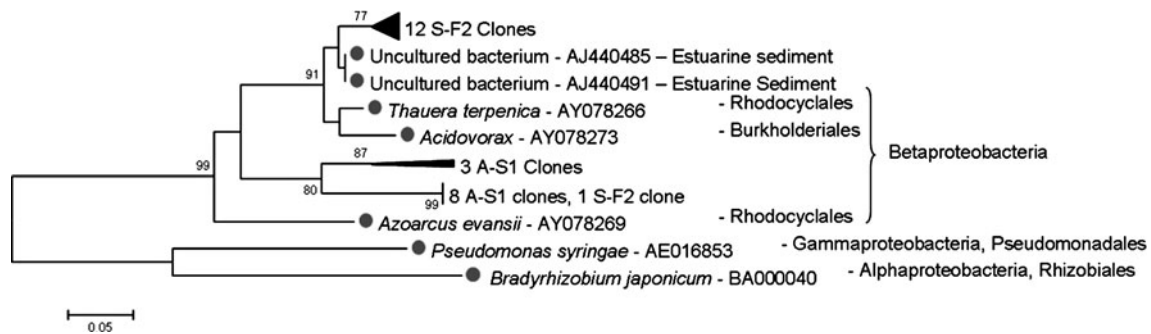 77
12 S-F2 Clones
Uncultured bacterium - AJ440485 – Estuarine sediment
91
Uncultured bacterium - AJ440491 – Estuarine Sediment
Thauera terpenica - AY078266 - Rhodocyclales
Acidovorax - AY078273 - Burkholderiales
Betaproteobacteria
87
3 A-S1 Clones
99
80
99
8 A-S1 clones, 1 S-F2 clone
Azoarcus evansii - AY078269 - Rhodocyclales
Pseudomonas syringae - AE016853 - Gammaproteobacteria, Pseudomonadales
Bradyrhizobium japonicum - BA000040 - Alphaproteobacteria, Rhizobiales
0.05